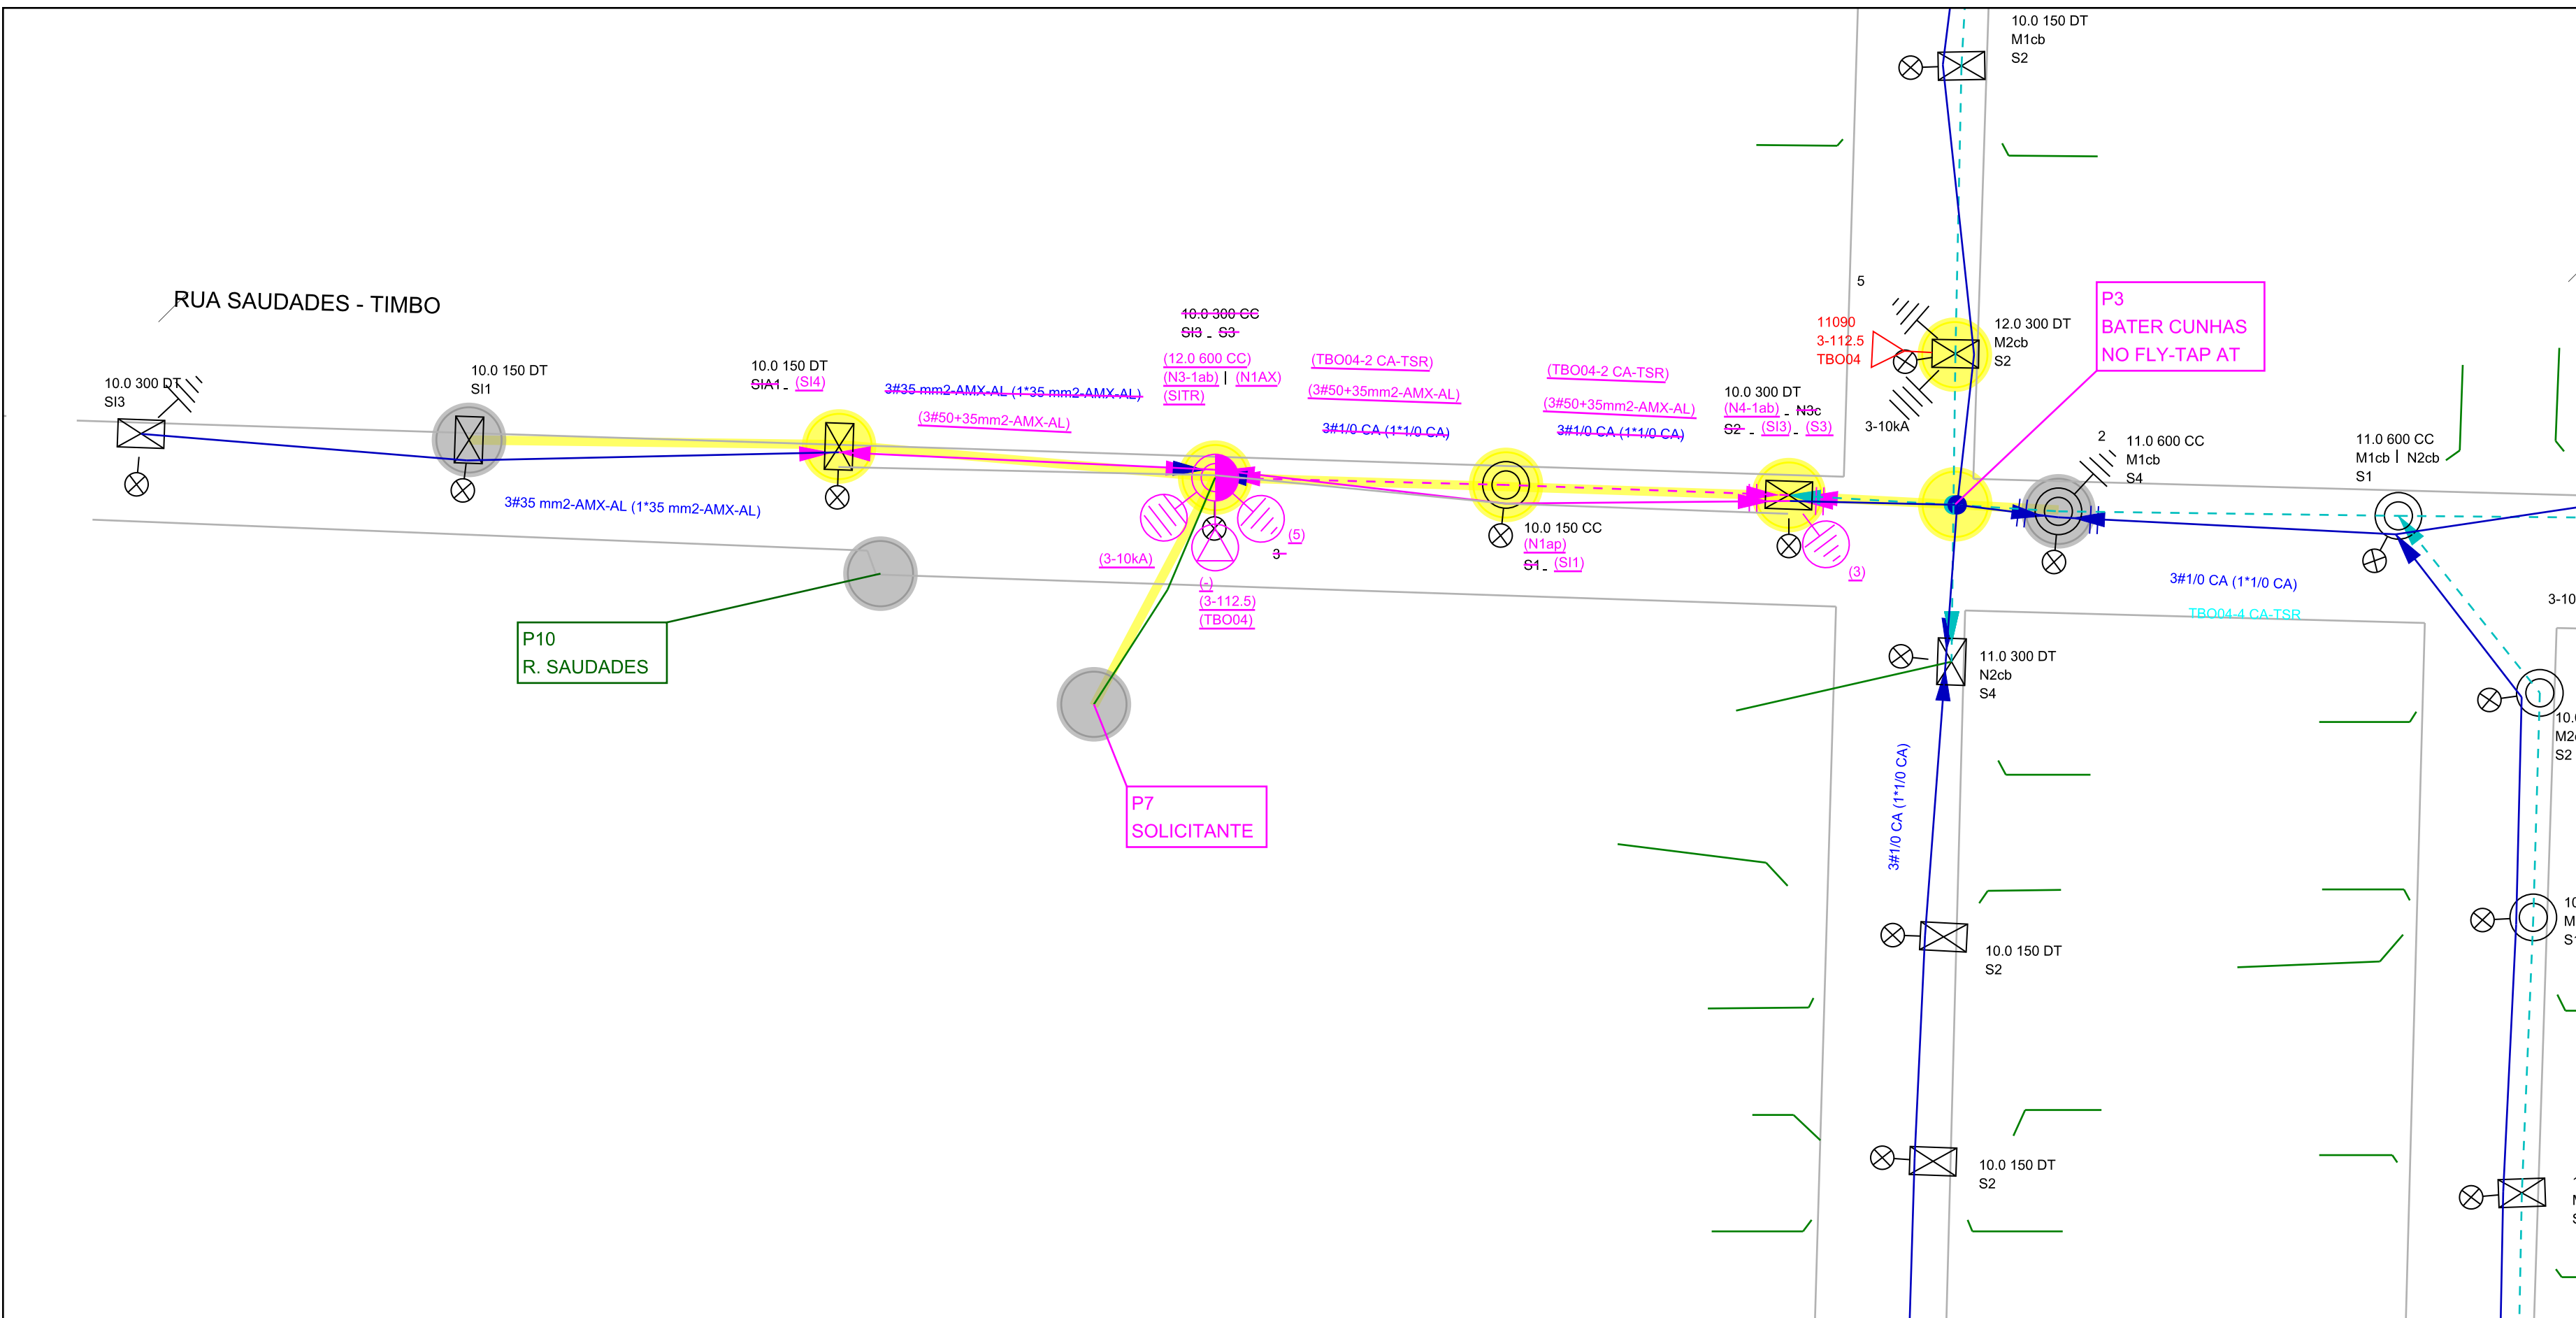 10.0 150 DT
M1cb
S2
RUA SAUDADES - TIMBO
10.0 300 DT
SI3
10.0 150 DT
SI1
3#35 mm2-AMX-AL (1*35 mm2-AMX-AL)
10.0 150 DT
SIA1 - (SI4)
3#35 mm2-AMX-AL (1*35 mm2-AMX-AL)
(3#50+35mm2-AMX-AL)
10.0 300 CC
SI3 - S3
(12.0 600 CC)
(N3-1ab) | (N1AX)
(SITR)
(TBO04-2 CA-TSR)
(3#50+35mm2-AMX-AL)
3#1/0 CA (1*1/0 CA)
(TBO04-2 CA-TSR)
(3#50+35mm2-AMX-AL)
3#1/0 CA (1*1/0 CA)
10.0 300 DT
(N4-1ab) - N3c
S2 - (SI3) - (S3)
5
11090
3-112.5
TBO04
3-10kA
12.0 300 DT
M2cb
S2
P3
BATER CUNHAS
NO FLY-TAP AT
2
11.0 600 CC
M1cb
S4
11.0 600 CC
M1cb | N2cb
S1
(3-10kA)
(5)
3
(-)
(3-112.5)
(TBO04)
10.0 150 CC
(N1ap)
S1 - (SI1)
(3)
3#1/0 CA (1*1/0 CA)
TBO04-4 CA-TSR
3-10
P10
R. SAUDADES
P7
SOLICITANTE
11.0 300 DT
N2cb
S4
3#1/0 CA (1*1/0 CA)
10.0
M2
S2
10.0 150 DT
S2
10
M
S1
10.0 150 DT
S2